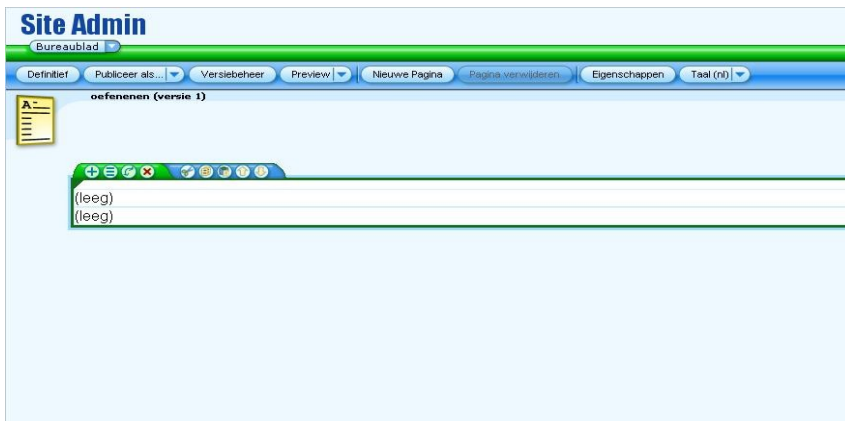 Site Admin
Bureaublad
Definitief Publiceer als... Versiebeheer Preview Nieuwe Pagina Pagina verwijderen Eigenschappen Taal (nl)
oefenenen (versie 1)
(leeg)
(leeg)